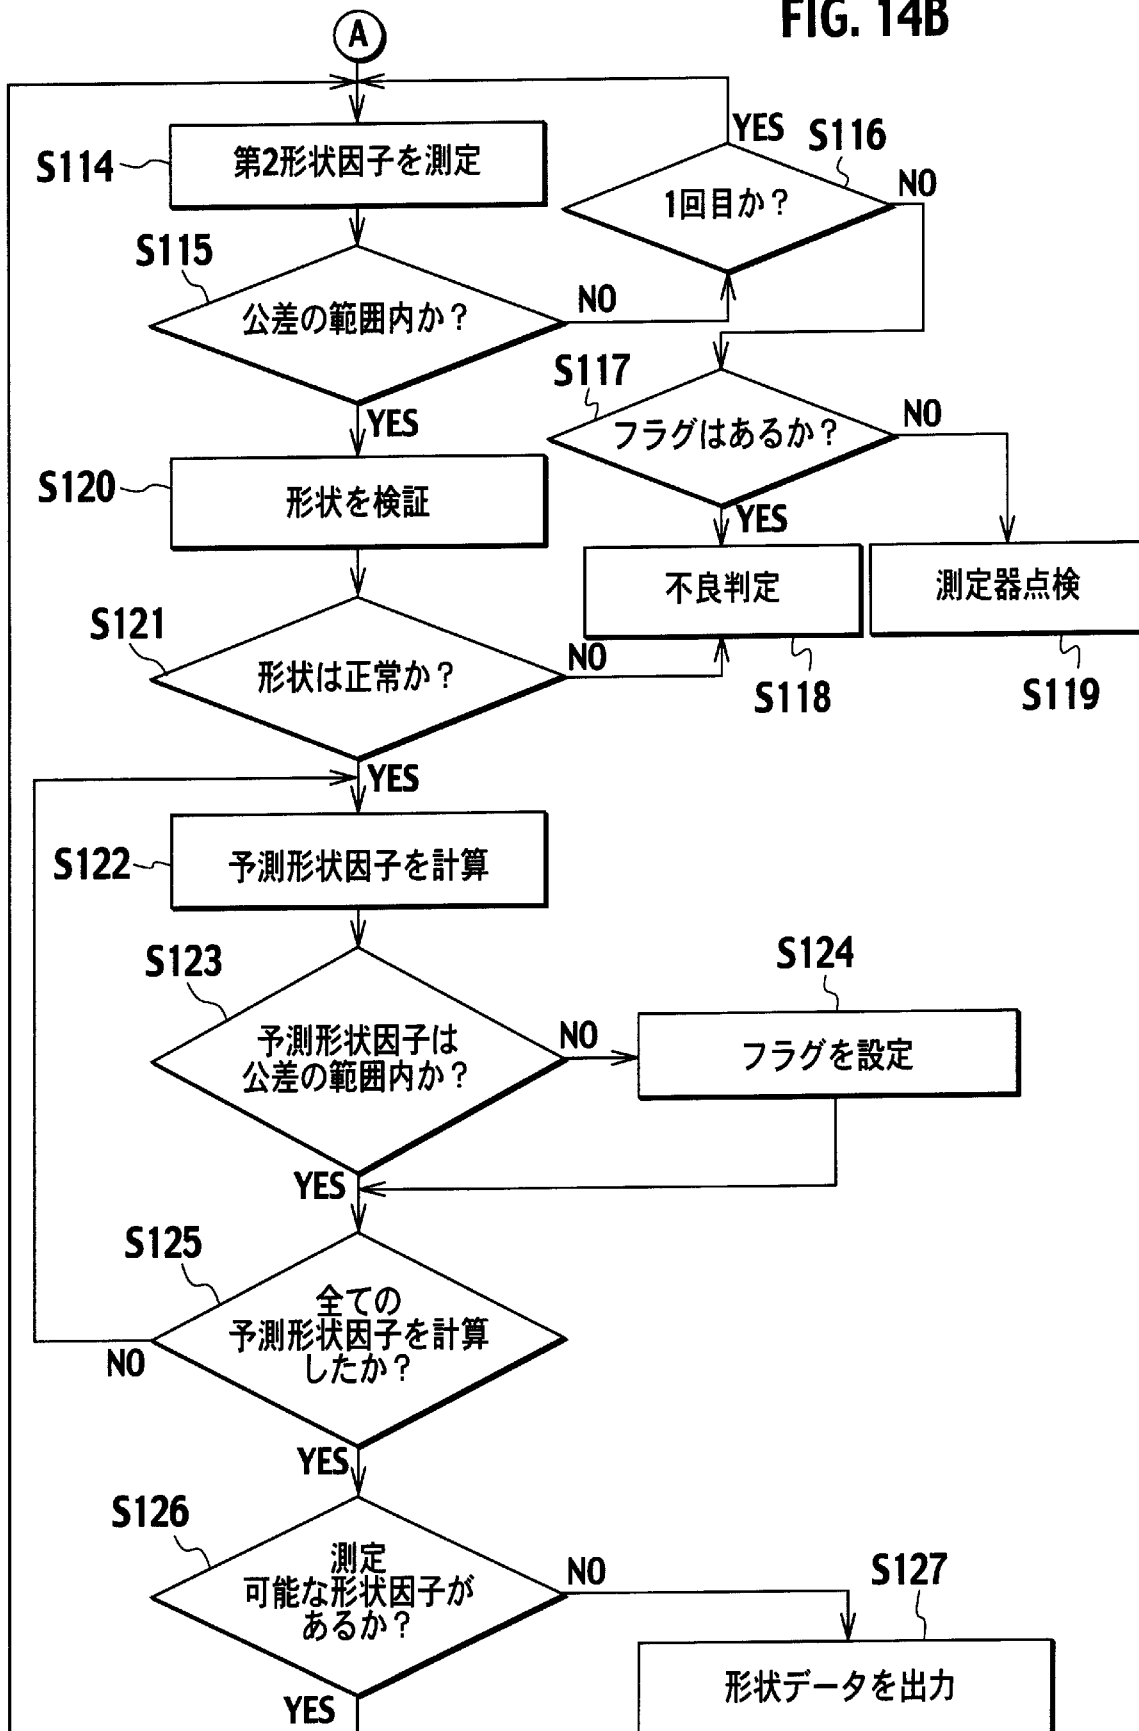 FIG. 14B
A
S114
第2形状因子を測定
YES
S116
1回目か?
NO
S115
公差の範囲内か?
NO
YES
S117
フラグはあるか?
NO
YES
S120
形状を検証
不良判定
S118
測定器点検
S119
S121
形状は正常か?
NO
YES
S122
予測形状因子を計算
S123
予測形状因子は
公差の範囲内か?
NO
S124
フラグを設定
YES
S125
全ての
予測形状因子を計算
したか?
NO
YES
S126
測定
可能な形状因子が
あるか?
NO
S127
形状データを出力
YES